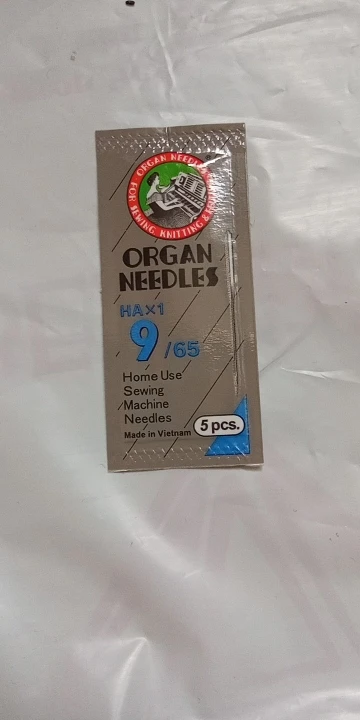 ORGAN NEEDLES
FOR SEWING KNITTING &
ORGAN
NEEDLES
HA×1
9/65
Home Use
Sewing
Machine
Needles
Made in Vietnam
5 pcs.